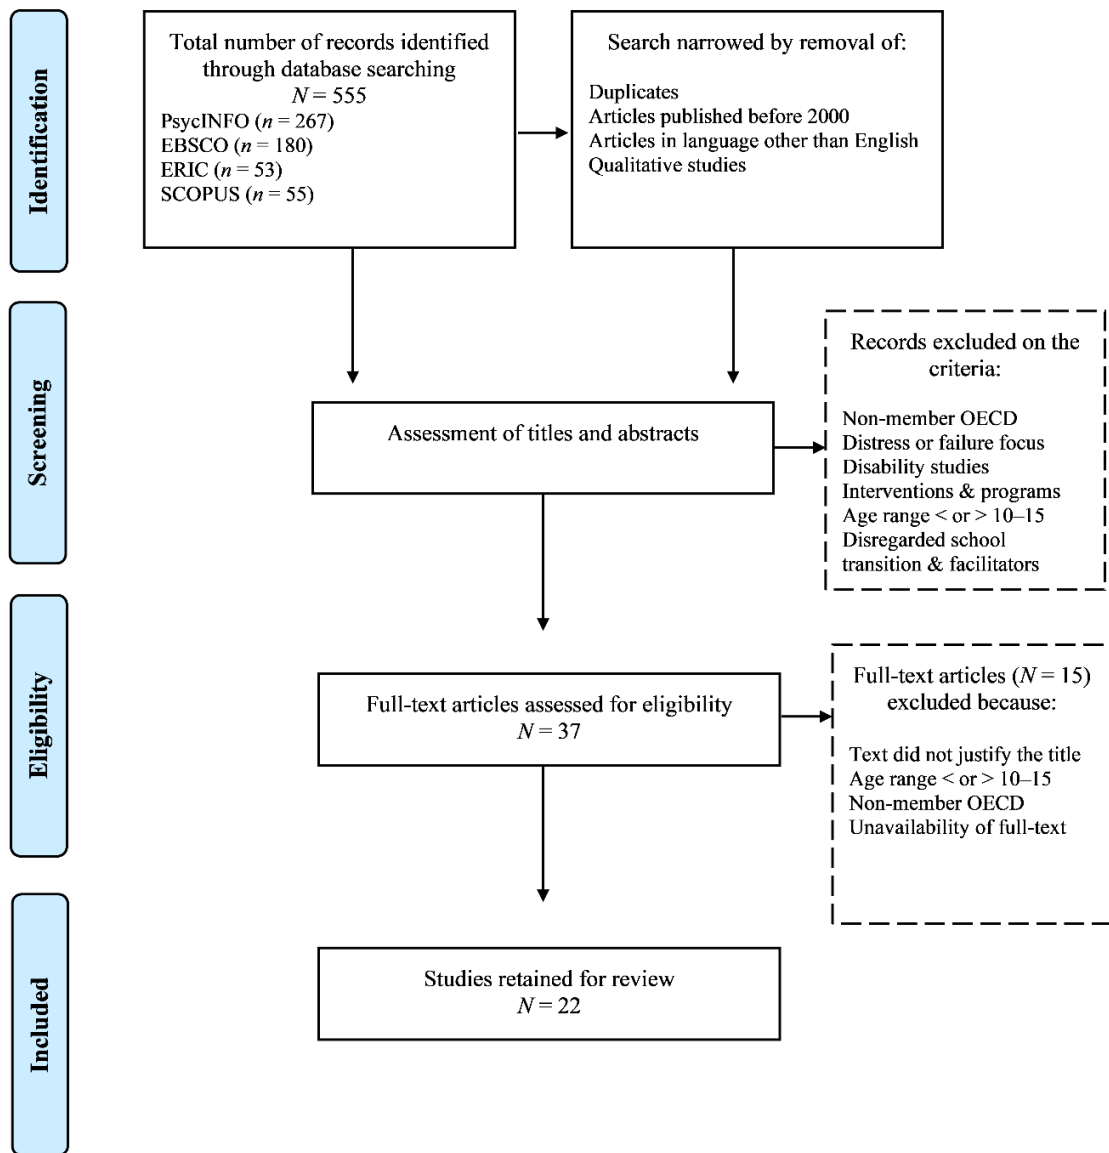 Identification
Total number of records identified
through database searching
N = 555
PsycINFO (n = 267)
EBSCO (n = 180)
ERIC (n = 53)
SCOPUS (n = 55)
Search narrowed by removal of:
Duplicates
Articles published before 2000
Articles in language other than English
Qualitative studies
Screening
Assessment of titles and abstracts
Records excluded on the
criteria:
Non-member OECD
Distress or failure focus
Disability studies
Interventions & programs
Age range < or > 10–15
Disregarded school
transition & facilitators
Eligibility
Full-text articles assessed for eligibility
N = 37
Full-text articles (N = 15)
excluded because:
Text did not justify the title
Age range < or > 10–15
Non-member OECD
Unavailability of full-text
Included
Studies retained for review
N = 22